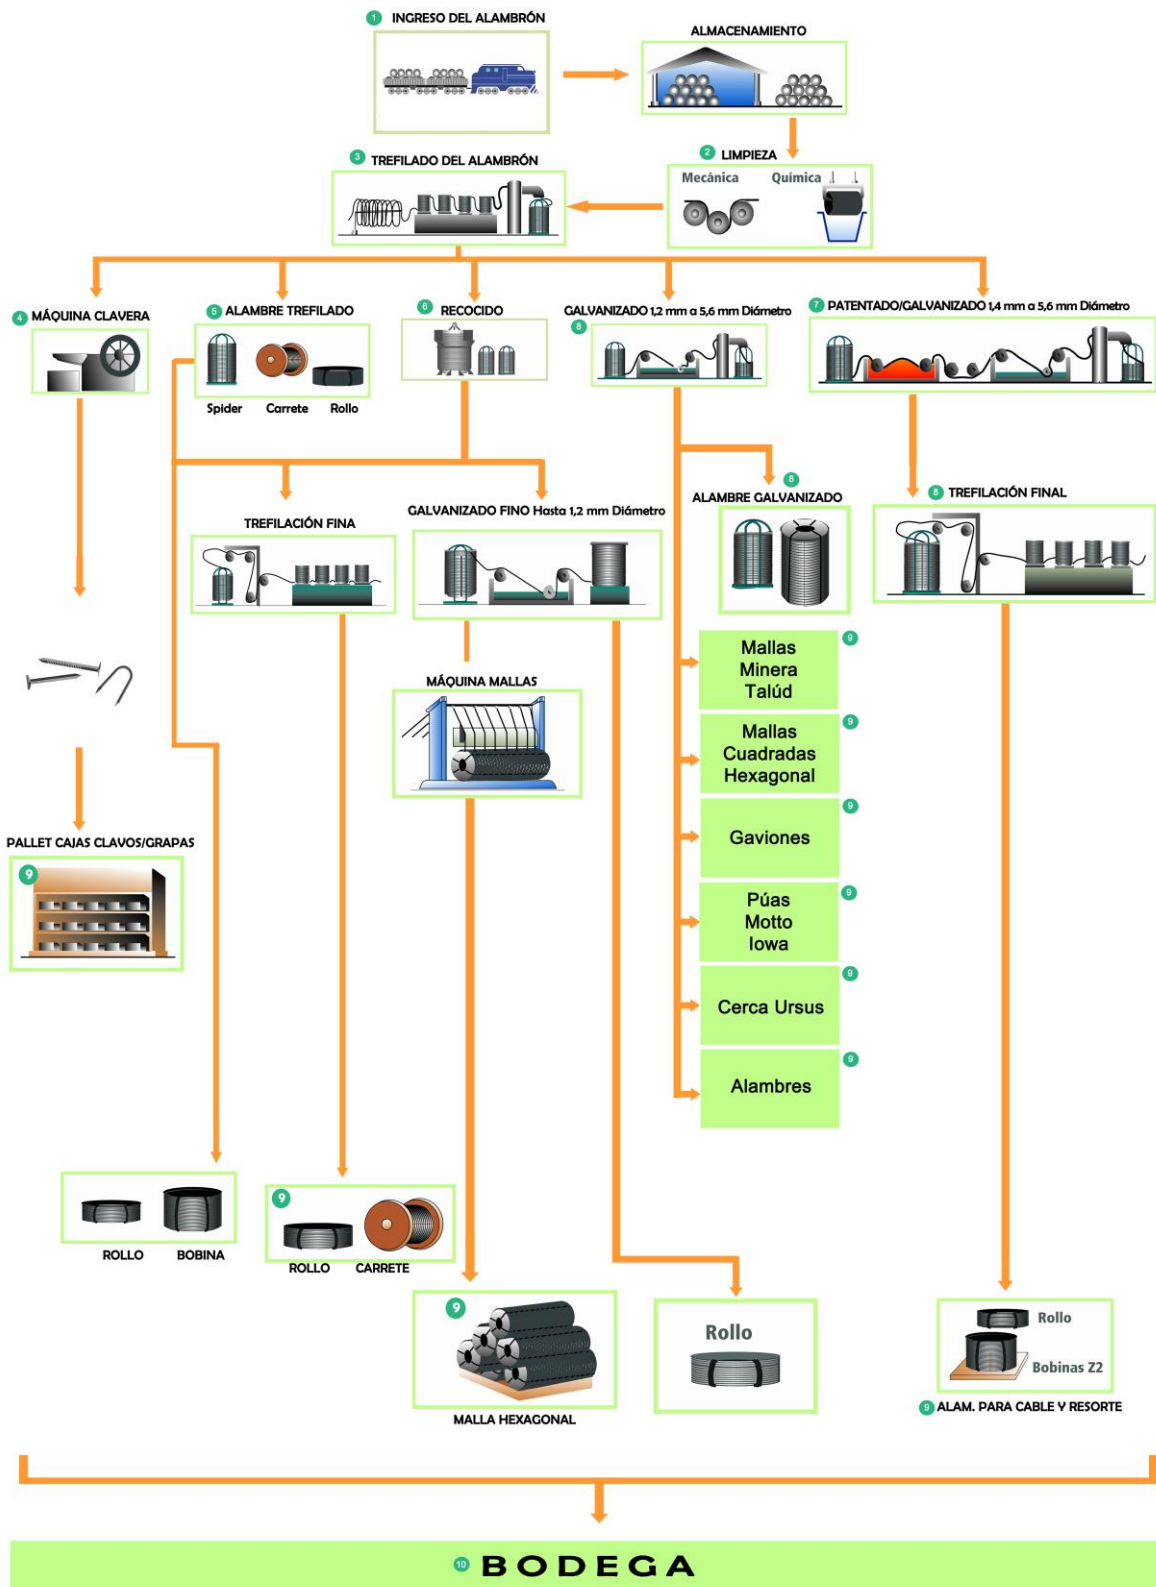 1 INGRESO DEL ALAMBRÓN
ALMACENAMIENTO
2 LIMPIEZA
Mecánica Química
3 TREFILADO DEL ALAMBRÓN
4 MÁQUINA CLAVERA
5 ALAMBRE TREFILADO
Spider Carrete Rollo
6 RECOCIDO
GALVANIZADO 1,2 mm a 5,6 mm Diámetro
8
7 PATENTADO/GALVANIZADO 1,4 mm a 5,6 mm Diámetro
TREFILACIÓN FINA
GALVANIZADO FINO Hasta 1,2 mm Diámetro
8
ALAMBRE GALVANIZADO
8 TREFILACIÓN FINAL
MÁQUINA MALLAS
9
Mallas
Minera
Talúd
9
Mallas
Cuadradas
Hexagonal
9
Gaviones
9
Púas
Motto
Iowa
9
Cerca Ursus
9
Alambres
PALLET CAJAS CLAVOS/GRAPAS
9
ROLLO BOBINA
9
ROLLO CARRETE
9
MALLA HEXAGONAL
Rollo
Rollo
Bobinas Z2
9 ALAM. PARA CABLE Y RESORTE
10 BODEGA